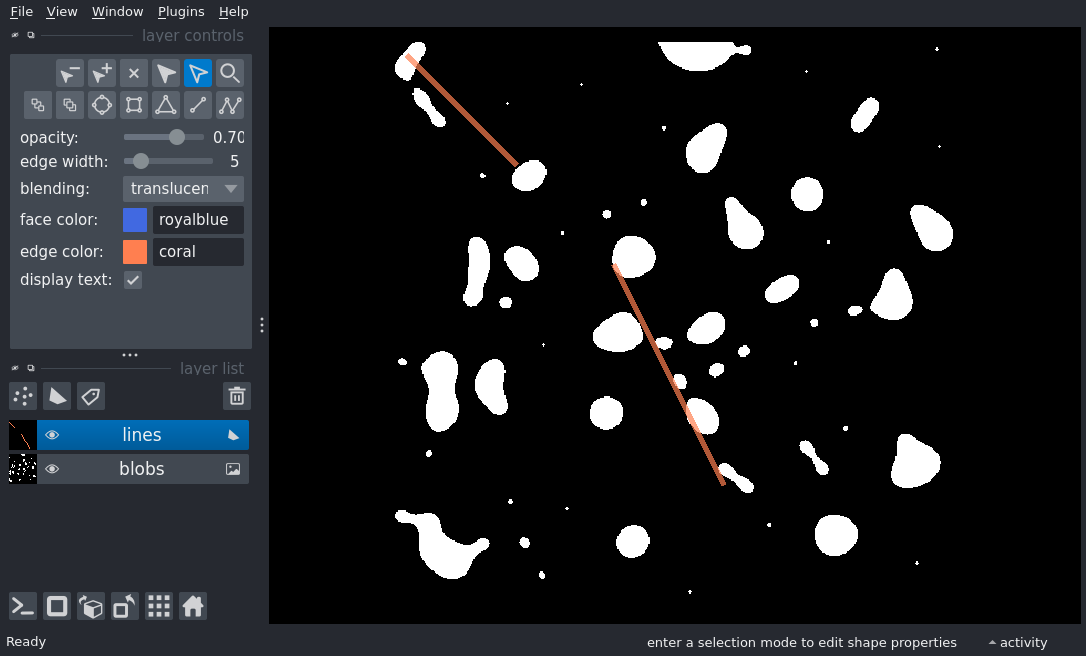 File View Window Plugins Help
layer controls
opacity: 0.70
edge width: 5
blending: translucen
face color: royalblue
edge color: coral
display text:
layer list
lines
blobs
Ready
enter a selection mode to edit shape properties
activity